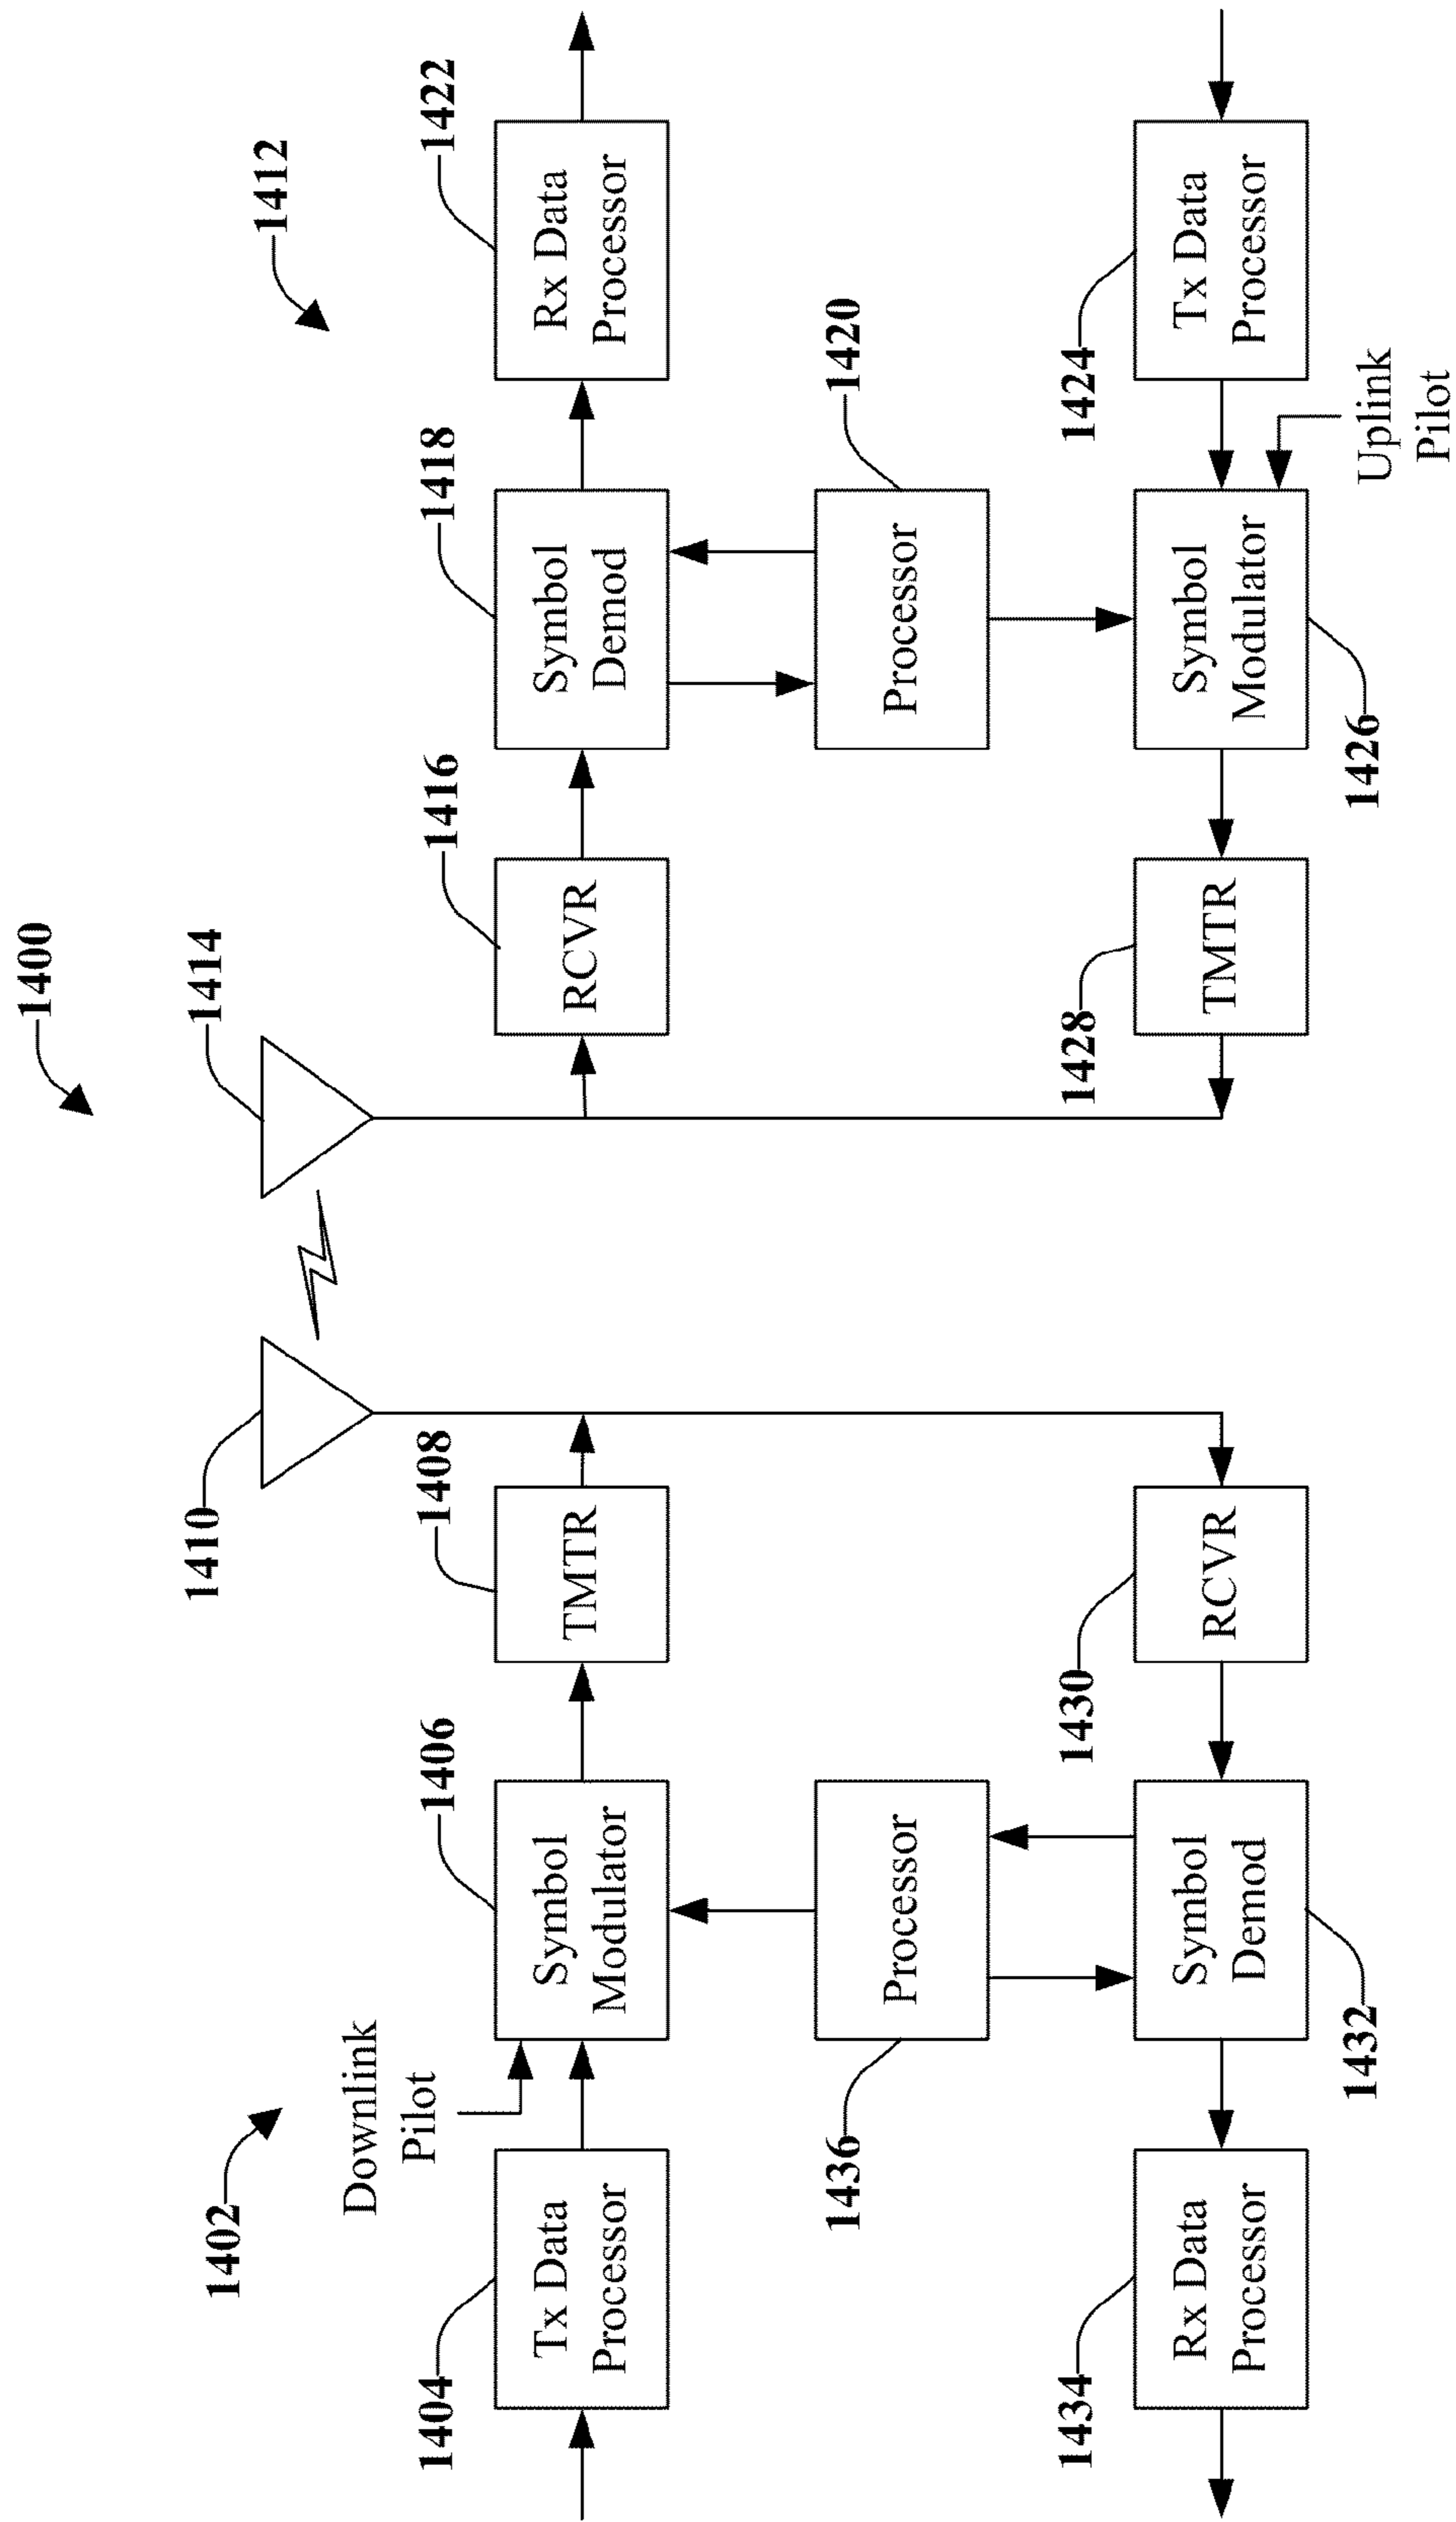 1400
1402
1412
1410
1414
Downlink
Pilot
1404
1406
1408
1416
1418
1422
Tx Data
Processor
Symbol
Modulator
TMTR
RCVR
Symbol
Demod
Rx Data
Processor
1436
Processor
Processor
1420
1434
1430
1428
1424
Rx Data
Processor
Symbol
Demod
RCVR
TMTR
Symbol
Modulator
Tx Data
Processor
1432
1426
Uplink
Pilot